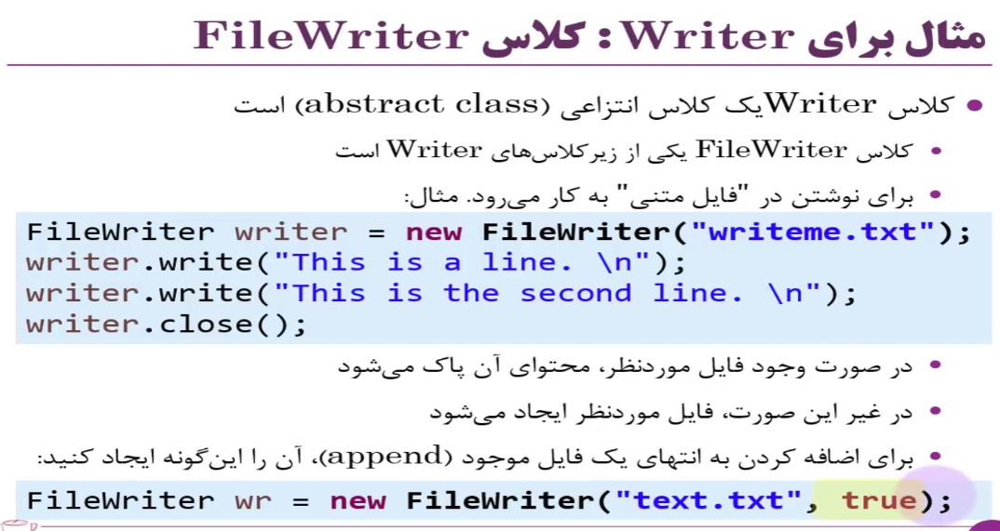 مثال برای Writer : کلاس FileWriter
• کلاس Writer یک کلاس انتزاعی (abstract class) است
• کلاس FileWriter یکی از زیرکلاس‌های Writer است
• برای نوشتن در "فایل متنی" به کار می‌رود. مثال:
FileWriter writer = new FileWriter("writeme.txt");
writer.write("This is a line. \n");
writer.write("This is the second line. \n");
writer.close();
• در صورت وجود فایل موردنظر، محتوای آن پاک می‌شود
• در غیر این صورت، فایل موردنظر ایجاد می‌شود
• برای اضافه کردن به انتهای یک فایل موجود (append)، آن را این‌گونه ایجاد کنید:
FileWriter wr = new FileWriter("text.txt", true);